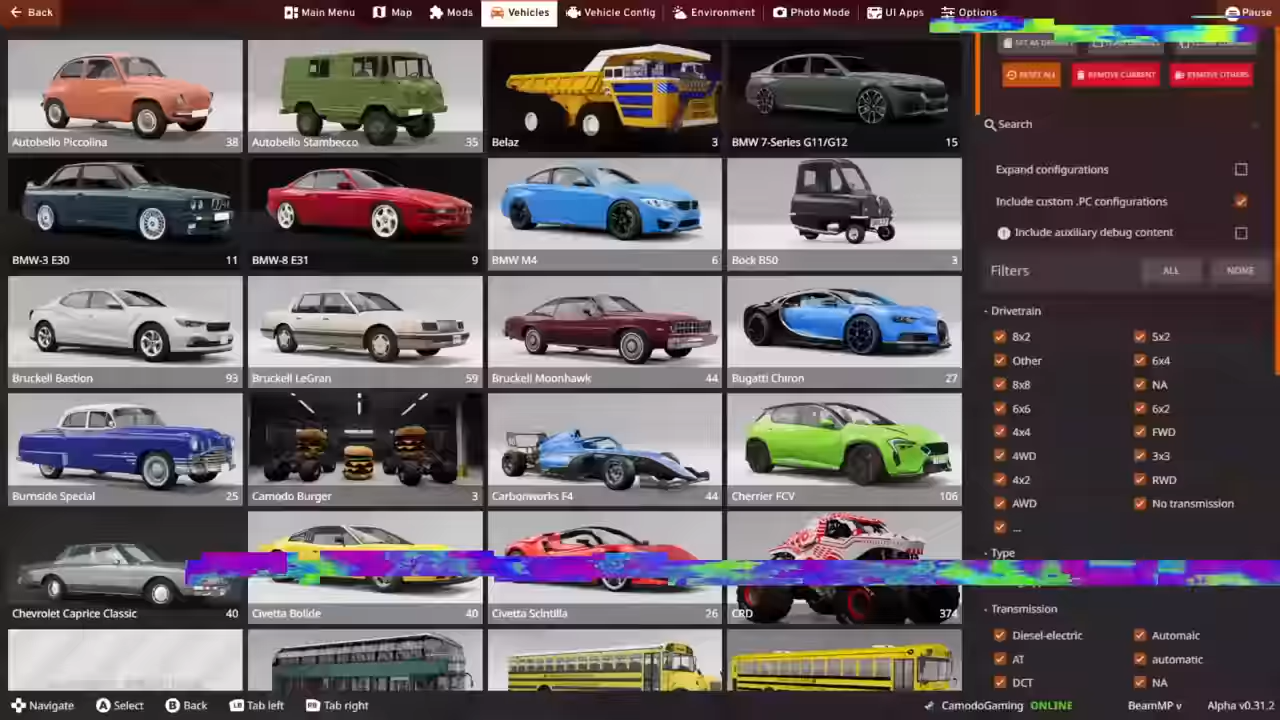 Back
Main Menu
Map
Mods
Vehicles
Vehicle Config
Environment
Photo Mode
UI Apps
Options
Pause
Autobello Piccolina 38
Autobello Stambecco 35
Belaz 3
BMW 7-Series G11/G12 15
BMW-3 E30 11
BMW-8 E31 9
BMW M4 6
Bock B50 3
Bruckell Bastion 93
Bruckell LeGran 59
Bruckell Moonhawk 44
Bugatti Chiron 27
Burnside Special 25
Camodo Burger 3
Carbonworks F4 44
Cherrier FCV 106
Chevrolet Caprice Classic 40
Civetta Bolide 40
Civetta Scintilla 26
CRD 374
RESET ALL
REMOVE CURRENT
REMOVE OTHERS
Search
Expand configurations
Include custom .PC configurations
Include auxiliary debug content
Filters
ALL
NONE
- Drivetrain
8x2
5x2
Other
6x4
8x8
NA
6x6
6x2
4x4
FWD
4WD
3x3
4x2
RWD
AWD
No transmission
...
- Type
- Transmission
Diesel-electric
Automaic
AT
automatic
DCT
NA
Navigate
A Select
B Back
LB Tab left
RB Tab right
CamodoGaming ONLINE
BeamMP v
Alpha v0.31.2